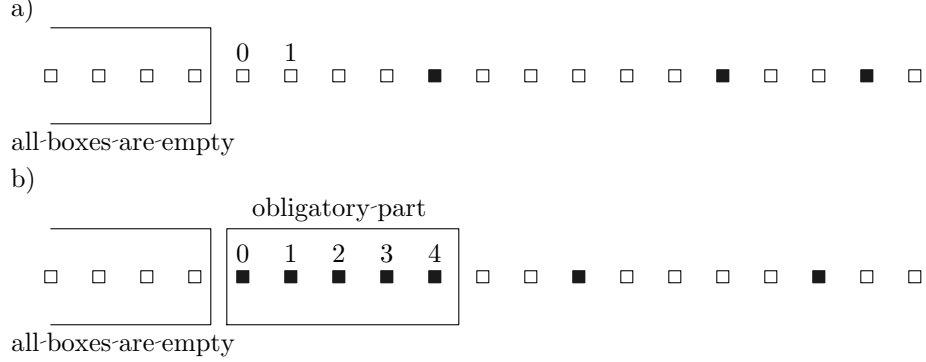 a)
0 1
all-boxes-are-empty
b)
obligatory-part
0 1 2 3 4
all-boxes-are-empty